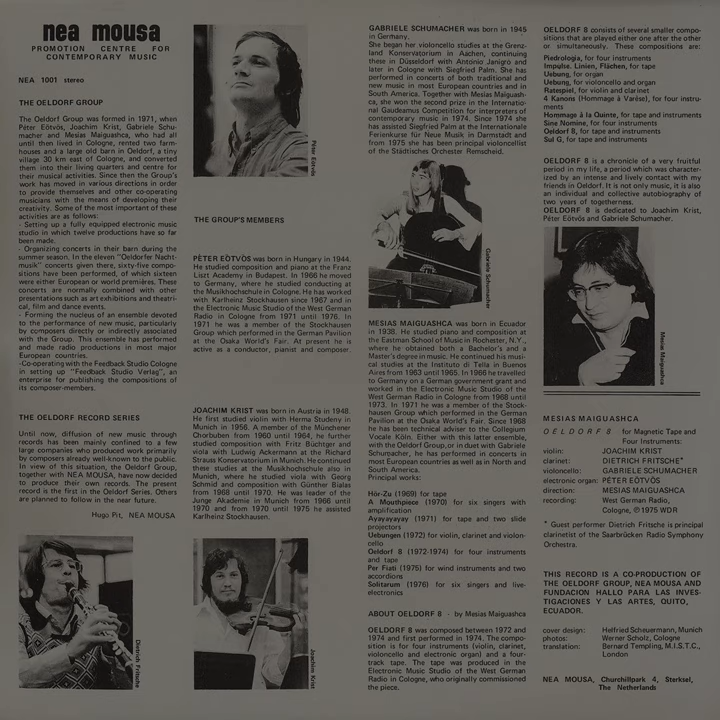 nea mousa
PROMOTION CENTRE FOR
CONTEMPORARY MUSIC
NEA 1001 stereo
THE OELDORF GROUP
The Oeldorf Group was formed in 1971, when
Péter Eötvös, Joachim Krist, Gabriele Schu-
macher and Mesias Maiguashca, who had all
until then lived in Cologne, rented two farm-
houses and a large old barn in Oeldorf, a tiny
village 30 km east of Cologne, and converted
them into their living quarters and centre for
their musical activities. Since then the Group's
work has moved in various directions in order
to provide themselves and other co-operating
musicians with the means of developing their
creativity. Some of the most important of these
activities are as follows:
- Setting up a fully equipped electronic music
studio in which twelve productions have so far
been made.
- Organizing concerts in their barn during the
summer season. In the eleven "Oeldorfer Nacht-
musik" concerts given there, sixty-five compo-
sitions have been performed, of which sixteen
were either European or world premières. These
concerts are normally combined with other
presentations such as art exhibitions and theatri-
cal, film and dance events.
- Forming the nucleus of an ensemble devoted
to the performance of new music, particularly
by composers directly or indirectly associated
with the Group. This ensemble has performed
and made radio productions in most major
European countries.
-Co-operating with the Feedback Studio Cologne
in setting up "Feedback Studio Verlag", an
enterprise for publishing the compositions of
its composer-members.
THE OELDORF RECORD SERIES
Until now, diffusion of new music through
records has been mainly confined to a few
large companies who produced work primarily
by composers already well-known to the public.
In view of this situation, the Oeldorf Group,
together with NEA MOUSA, have now decided
to produce their own records. The present
record is the first in the Oeldorf Series. Others
are planned to follow in the near future.
Hugo Pit, NEA MOUSA
Dietrich Fritsche
Péter Eötvös
THE GROUP'S MEMBERS
PÈTER EÖTVÖS was born in Hungary in 1944.
He studied composition and piano at the Franz
Liszt Academy in Budapest. In 1966 he moved
to Germany, where he studied conducting at
the Musikhochschule in Cologne. He has worked
with Karlheinz Stockhausen since 1967 and in
the Electronic Music Studio of the West German
Radio in Cologne from 1971 until 1976. In
1971 he was a member of the Stockhausen
Group which performed in the German Pavilion
at the Osaka World's Fair. At present he is
active as a conductor, pianist and composer.
JOACHIM KRIST was born in Austria in 1948.
He first studied violin with Herma Studeny in
Munich in 1956. A member of the Münchener
Chorbuben from 1960 until 1964, he further
studied composition with Fritz Büchtger and
viola with Ludwig Ackermann at the Richard
Strauss Konservatorium in Munich. He continued
these studies at the Musikhochschule also in
Munich, where he studied viola with Georg
Schmid and composition with Günther Bialas
from 1968 until 1970. He was leader of the
Junge Akademie in Munich from 1966 until
1970 and from 1970 until 1975 he assisted
Karlheinz Stockhausen.
Joachim Krist
GABRIELE SCHUMACHER was born in 1945
in Germany.
She began her violoncello studies at the Grenz-
land Konservatorium in Aachen, continuing
these in Düsseldorf with Antonio Janigrò and
later in Cologne with Siegfried Palm. She has
performed in concerts of both traditional and
new music in most European countries and in
South America. Together with Mesias Maiguash-
ca, she won the second prize in the Internatio-
nal Gaudeamus Competition for interpreters of
contemporary music in 1974. Since 1974 she
has assisted Siegfried Palm at the Internationale
Ferienkurse für Neue Musik in Darmstadt and
from 1975 she has been principal violoncellist
of the Städtisches Orchester Remscheid.
Gabriele Schumacher
MESIAS MAIGUASHCA was born in Ecuador
in 1938. He studied piano and composition at
the Eastman School of Music in Rochester, N.Y.,
where he obtained both a Bachelor's and a
Master's degree in music. He continued his musi-
cal studies at the Instituto di Tella in Buenos
Aires from 1963 until 1965. In 1966 he travelled
to Germany on a German government grant and
worked in the Electronic Music Studio of the
West German Radio in Cologne from 1968 until
1973. In 1971 he was a member of the Stock-
hausen Group which performed in the German
Pavilion at the Osaka World's Fair. Since 1968
he has been technical adviser to the Collegium
Vocale Köln. Either with this latter ensemble,
with the Oeldorf Group, or in duet with Gabriele
Schumacher, he has performed in concerts in
most European countries as well as in North and
South America.
Principal works:
Hör-Zu (1969) for tape
A Mouthpiece (1970) for six singers with
amplification
Ayayayayay (1971) for tape and two slide
projectors
Uebungen (1972) for violin, clarinet and violon-
cello
Oeldorf 8 (1972-1974) for four instruments
and tape
Per Fiati (1975) for wind instruments and two
accordions
Solitarum (1976) for six singers and live-
electronics
ABOUT OELDORF 8 - by Mesias Maiguashca
OELDORF 8 was composed between 1972 and
1974 and first performed in 1974. The compo-
sition is for four instruments (violin, clarinet,
violoncello and electronic organ) and a four-
track tape. The tape was produced in the
Electronic Music Studio of the West German
Radio in Cologne, who originally commissioned
the piece.
OELDORF 8 consists of several smaller compo-
sitions that are played either one after the other
or simultaneously. These compositions are:
Piedrologia, for four instruments
Impulse. Linien, Flächen, for tape
Uebung, for organ
Uebung, for violoncello and organ
Ratespiel, for violin and clarinet
4 Kanons (Hommage à Varèse), for four instru-
ments
Hommage à la Quinte, for tape and instruments
Sine Nomine, for four instruments
Oeldorf 8, for tape and instruments
Sul G, for tape and instruments
OELDORF 8 is a chronicle of a very fruitful
period in my life, a period which was character-
ized by an intense and lively contact with my
friends in Oeldorf. It is not only music, it is also
an individual and collective autobiography of
two years of togetherness.
OELDORF 8 is dedicated to Joachim Krist,
Péter Eötvös and Gabriele Schumacher.
Mesias Maiguashca
MESIAS MAIGUASHCA
OELDORF 8 for Magnetic Tape and
Four Instruments:
violin: JOACHIM KRIST
clarinet: DIETRICH FRITSCHE*
violoncello: GABRIELE SCHUMACHER
electronic organ: PÉTER EÖTVÖS
direction: MESIAS MAIGUASHCA
recording: West German Radio,
Cologne, ℗ 1975 WDR
* Guest performer Dietrich Fritsche is principal
clarinetist of the Saarbrücken Radio Symphony
Orchestra.
THIS RECORD IS A CO-PRODUCTION OF
THE OELDORF GROUP, NEA MOUSA AND
FUNDACION HALLO PARA LAS INVES-
TIGACIONES Y LAS ARTES, QUITO,
ECUADOR.
cover design: Helfried Scheuermann, Munich
photos: Werner Scholz, Cologne
translation: Bernard Templing, M.I.S.T.C.,
London
NEA MOUSA, Churchillpark 4, Sterksel,
The Netherlands